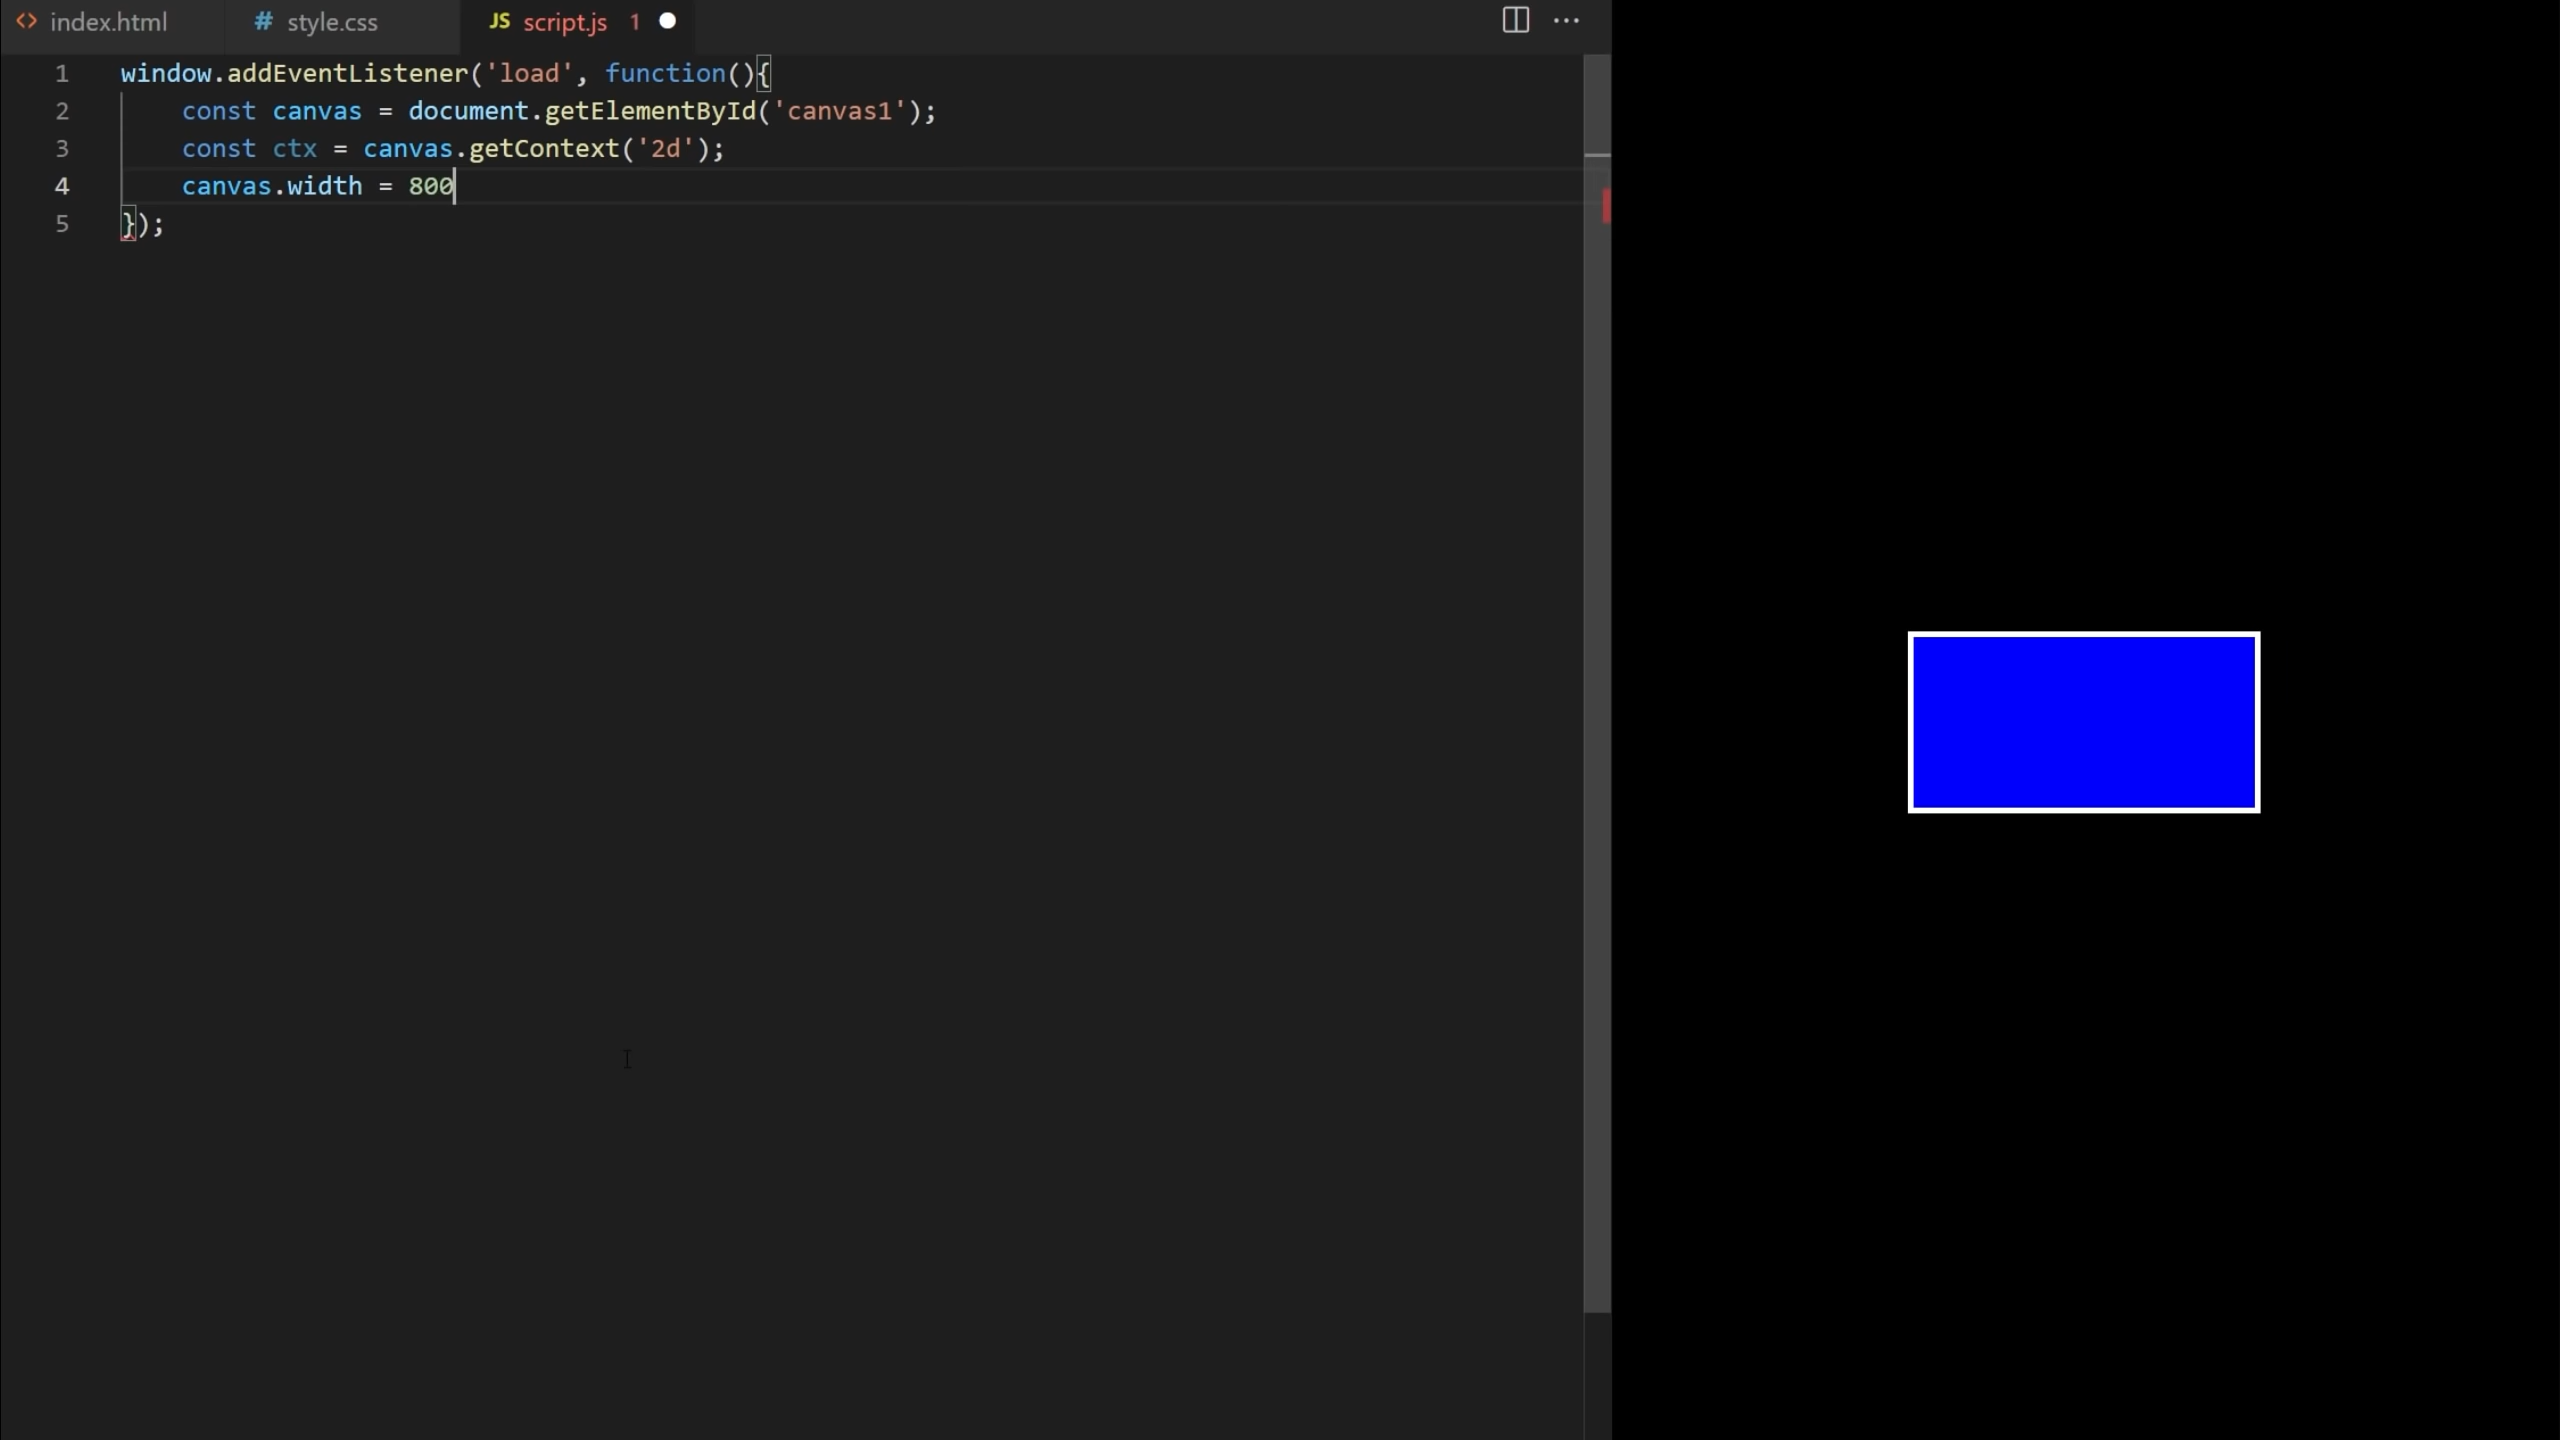 index.html style.css JS script.js 1
1 window.addEventListener('load', function(){
2 const canvas = document.getElementById('canvas1');
3 const ctx = canvas.getContext('2d');
4 canvas.width = 800
5 });